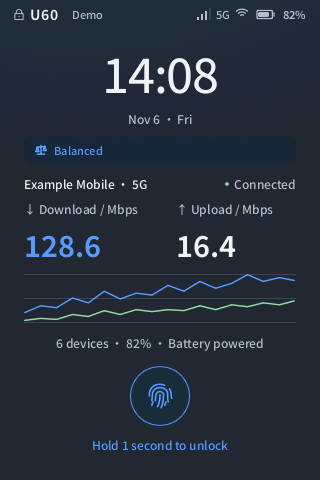 U60 Demo 5G 82%
14:08
Nov 6 • Fri
Balanced
Example Mobile • 5G • Connected
↓ Download / Mbps ↑ Upload / Mbps
128.6 16.4
6 devices • 82% • Battery powered
Hold 1 second to unlock